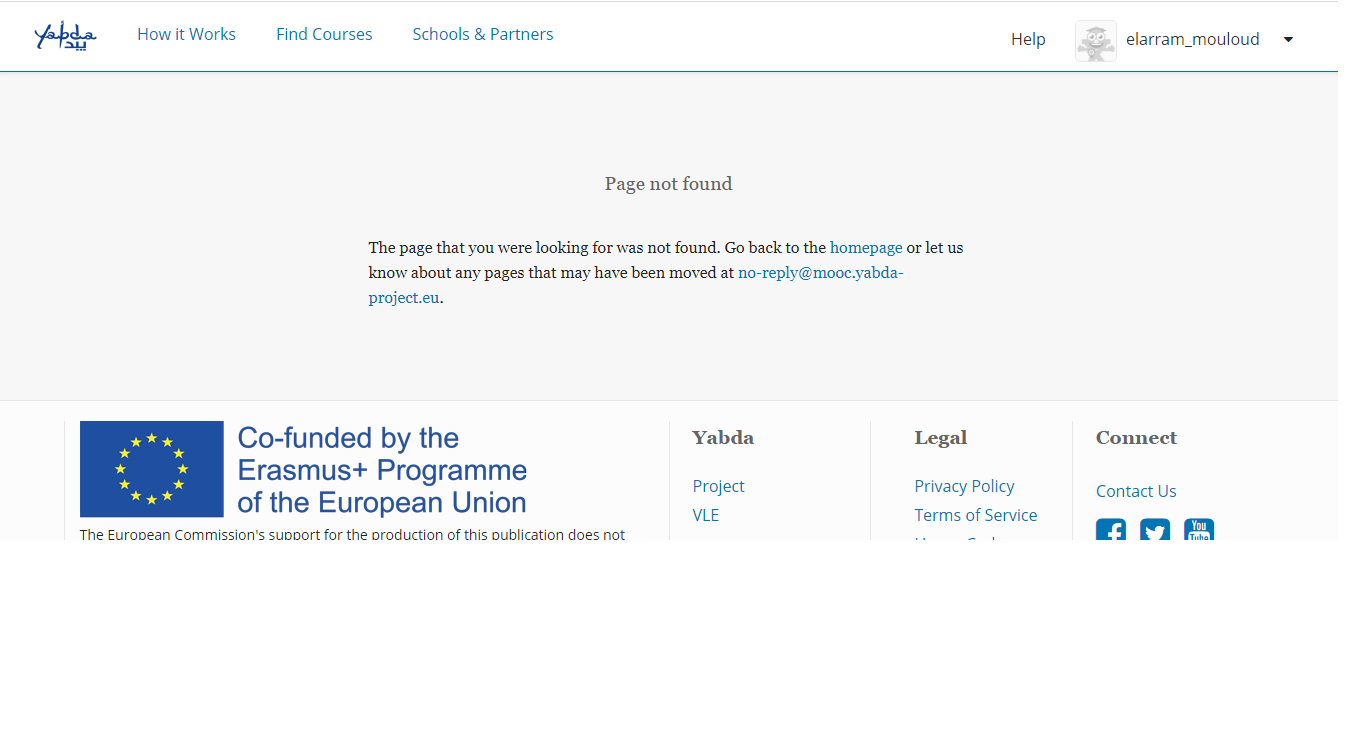 Yabda
يبدا
How it Works
Find Courses
Schools & Partners
Help
elarram_mouloud
Page not found
The page that you were looking for was not found. Go back to the homepage or let us
know about any pages that may have been moved at no-reply@mooc.yabda-
project.eu.
Co-funded by the
Erasmus+ Programme
of the European Union
The European Commission's support for the production of this publication does not
Yabda
Project
VLE
Legal
Privacy Policy
Terms of Service
Connect
Contact Us
You
Tube